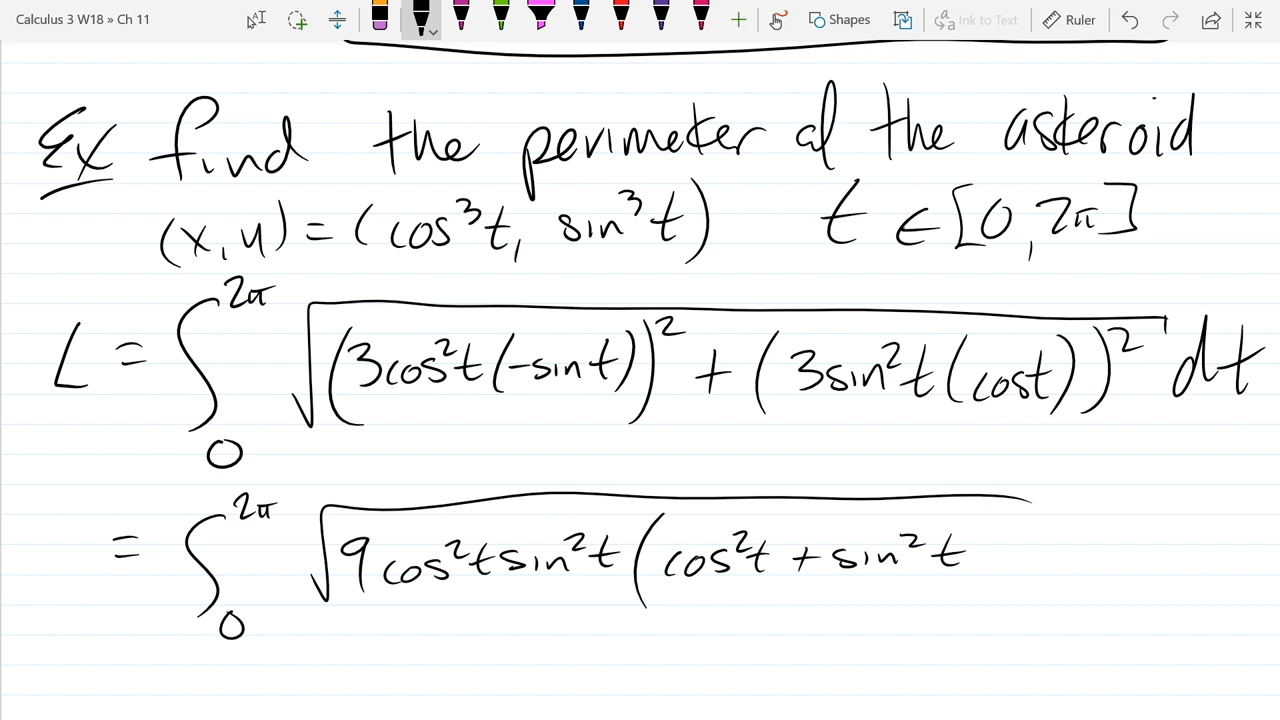 Calculus 3 W18 » Ch 11 Shapes Ink to Text Ruler
Ex find the perimeter of the asteroid
(x, y) = (cos³t, sin³t) t ∈ [0, 2π]
L = ∫₀^{2π} √((3cos²t(-sin t))² + (3sin²t(cost))²) dt
= ∫₀^{2π} √(9cos²t sin²t (cos²t + sin²t